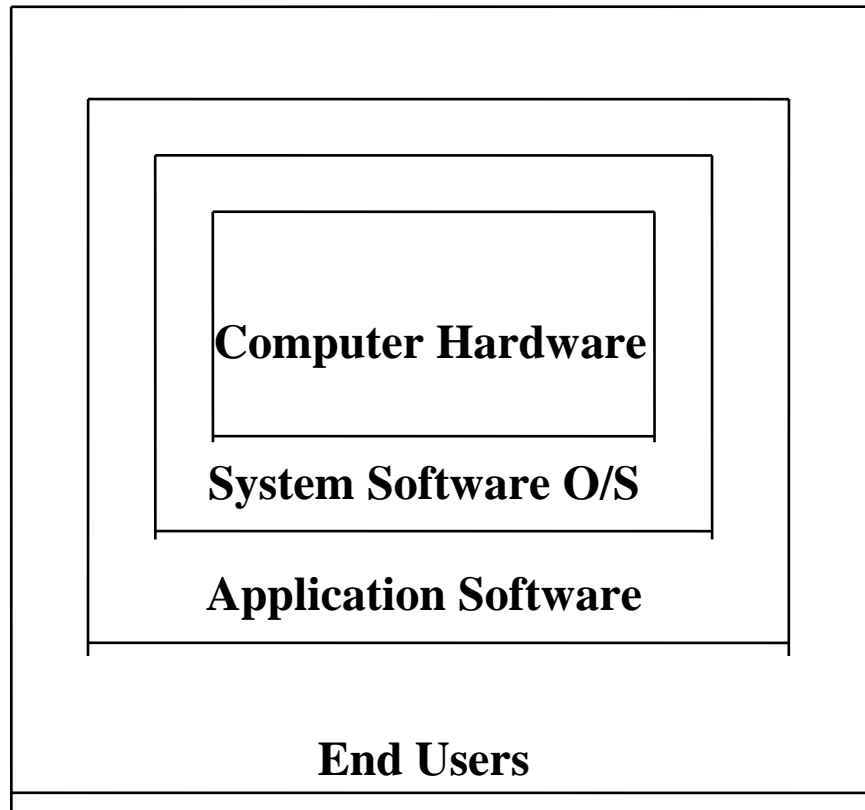 Computer Hardware
System Software O/S
Application Software
End Users